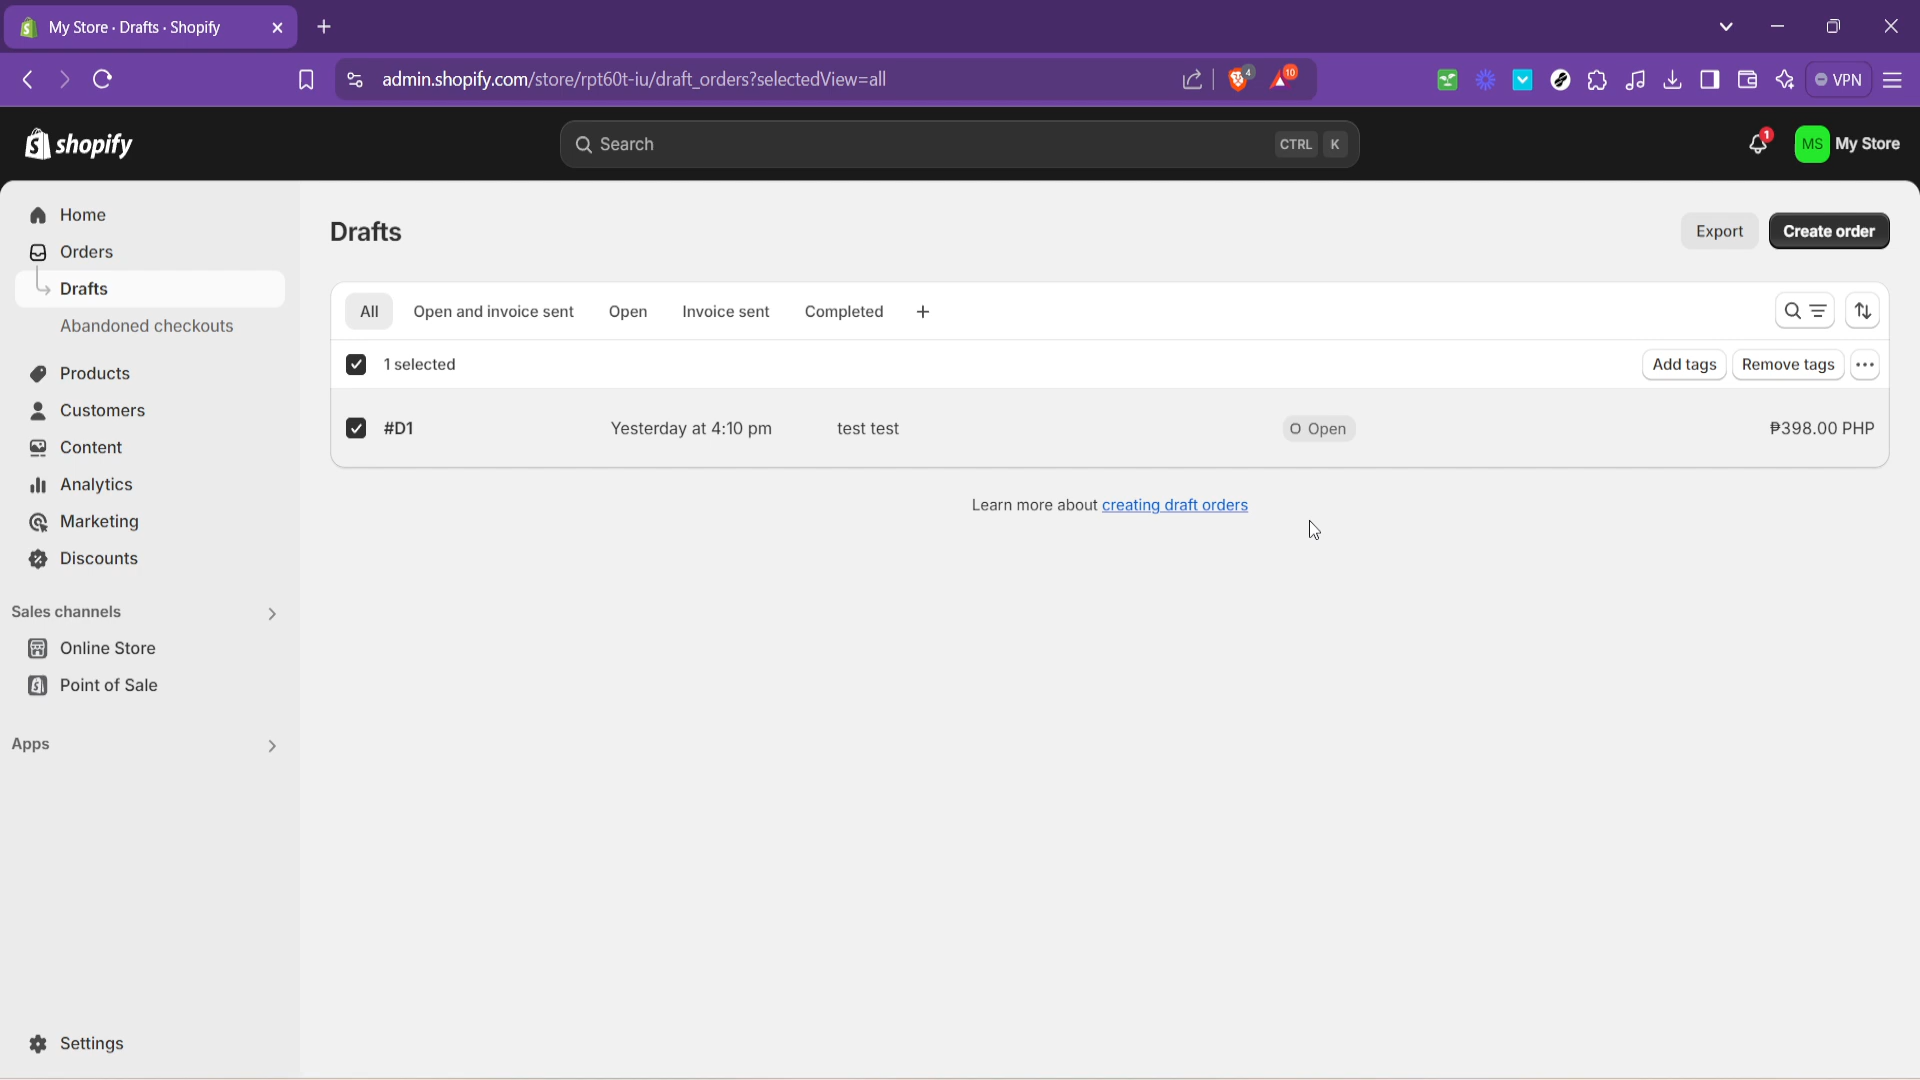 My Store · Drafts · Shopify
admin.shopify.com/store/rpt60t-iu/draft_orders?selectedView=all
4
10
VPN
shopify
Search
CTRL K
1
MS My Store
Home
Orders
Drafts
Abandoned checkouts
Products
Customers
Content
Analytics
Marketing
Discounts
Sales channels
Online Store
Point of Sale
Apps
Settings
Drafts
Export
Create order
All Open and invoice sent Open Invoice sent Completed
1 selected Add tags Remove tags
#D1 Yesterday at 4:10 pm test test Open ₱398.00 PHP
Learn more about creating draft orders